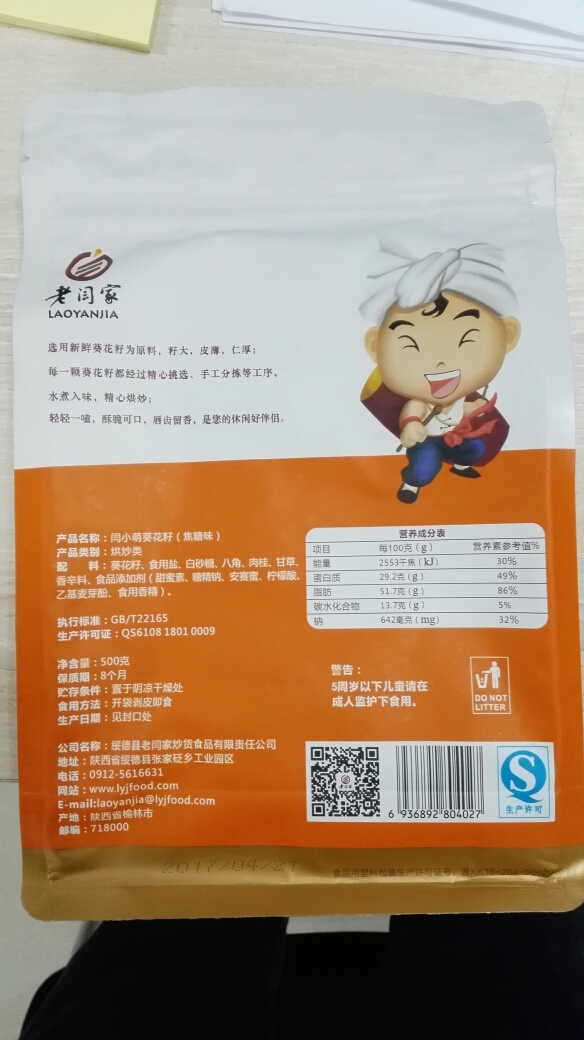 老闫家
LAOYANJIA
选用新鲜葵花籽为原料，籽大，皮薄，仁厚；
每一颗葵花籽都经过精心挑选、手工分拣等工序，
水煮入味，精心烘炒；
轻轻一嗑，酥脆可口，唇齿留香，是您的休闲好伴侣。
产品名称：闫小萌葵花籽（焦糖味）
产品类别：烘炒类
配 料：葵花籽、食用盐、白砂糖、八角、肉桂、甘草、
香辛料、食品添加剂（甜蜜素、糖精钠、安赛蜜、柠檬酸、
乙基麦芽酚、食用香精）。
执行标准：GB/T22165
生产许可证：QS6108 1801 0009
净含量：500克
保质期：8个月
贮存条件：置于阴凉干燥处
食用方法：开袋剥皮即食
生产日期：见封口处
公司名称：绥德县老闫家炒货食品有限责任公司
地址：陕西省绥德县张家砭乡工业园区
电话：0912-5616631
网站：www.lyjfood.com
E-mail:laoyanjia@lyjfood.com
产地：陕西省榆林市
邮编：718000
营养成分表
项目 每100克（g） 营养素参考值%
能量 2553千焦（kJ） 30%
蛋白质 29.2克（g） 49%
脂肪 51.7克（g） 86%
碳水化合物 13.7克（g） 5%
钠 642毫克（mg） 32%
警告：
5周岁以下儿童请在
成人监护下食用。
DO NOT
LITTER
老闫家
6 936892 804027
生产许可
2017/04/21
食品用塑料包装生产许可证号：